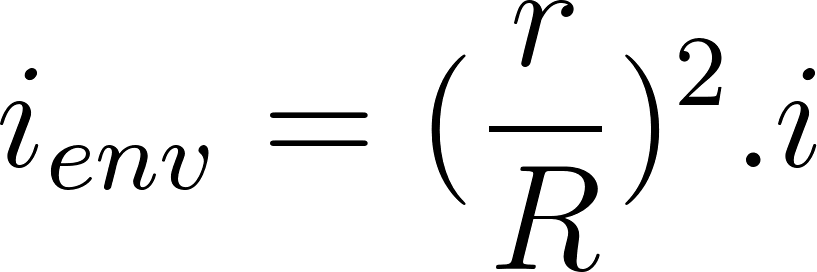 i_{env} = (\frac{r}{R})^2.i